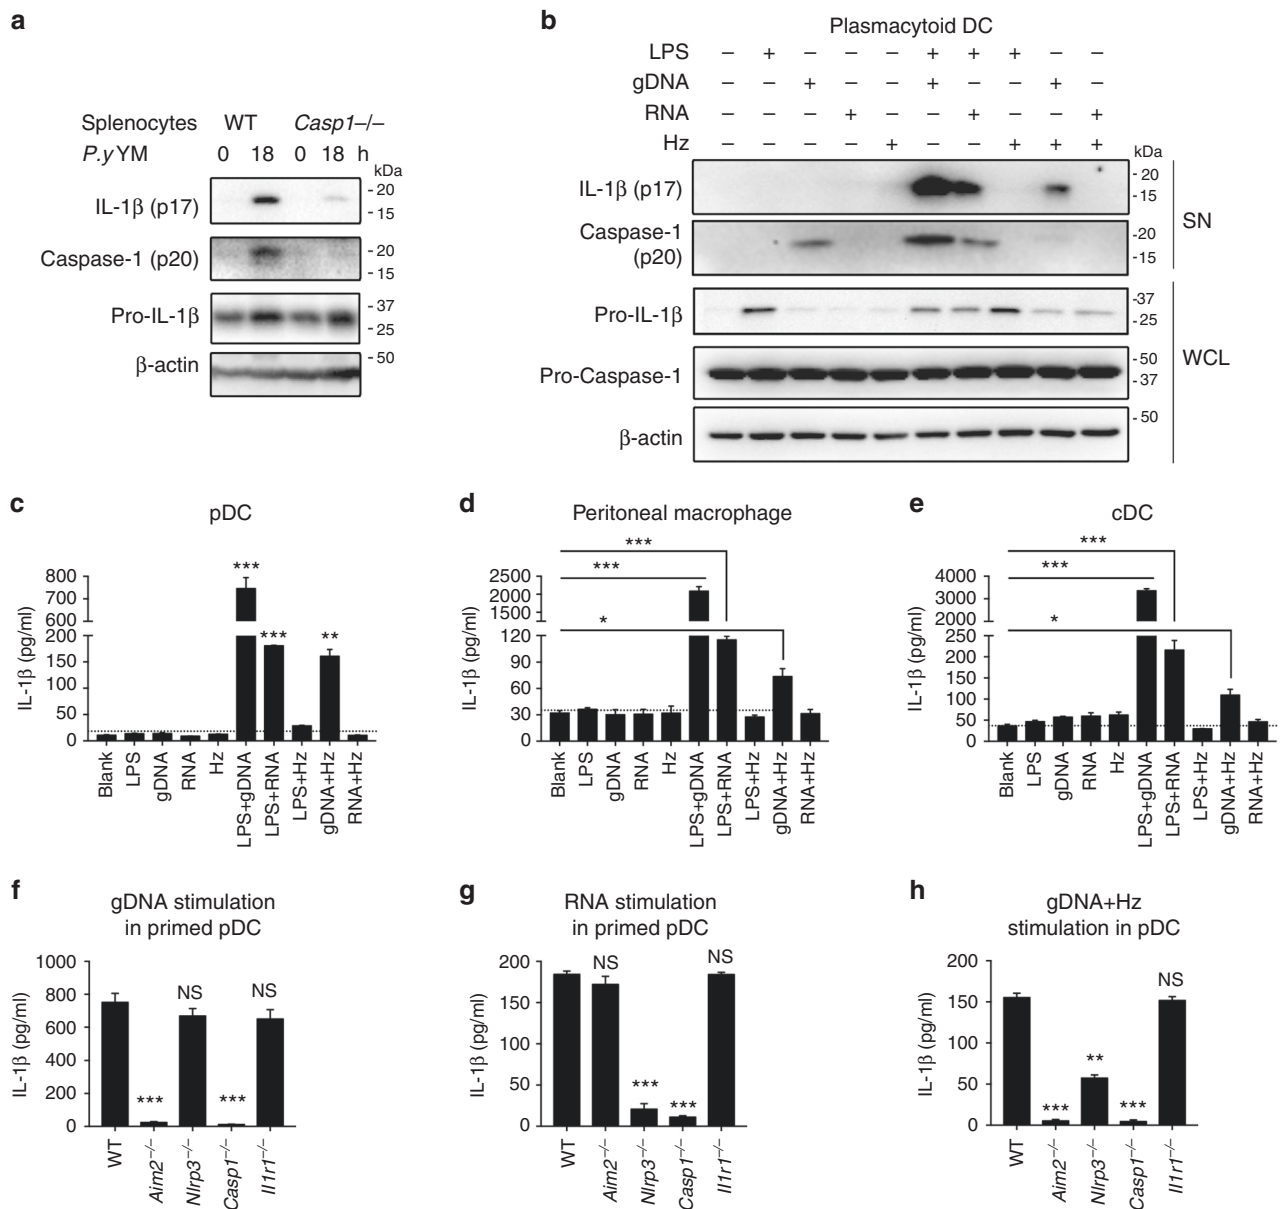 a
Splenocytes WT Casp1–/–
P.y YM 0 18 0 18 h
kDa
IL-1β (p17)
- 20
- 15
Caspase-1 (p20)
- 20
- 15
Pro-IL-1β
- 37
- 25
β-actin
- 50
b
Plasmacytoid DC
LPS – + – – – + + + – –
gDNA – – + – – + – – + –
RNA – – – + – – + – – +
Hz – – – – + – – + + +
kDa
IL-1β (p17)
- 20
- 15
Caspase-1
(p20)
-20
-15
SN
Pro-IL-1β
-37
-25
Pro-Caspase-1
- 50
- 37
β-actin
- 50
WCL
c
pDC
IL-1β (pg/ml)
800
700
600
200
150
100
50
0
***
***
**
Blank
LPS
gDNA
RNA
Hz
LPS+gDNA
LPS+RNA
LPS+Hz
gDNA+Hz
RNA+Hz
d
Peritoneal macrophage
IL-1β (pg/ml)
2500
2000
1500
120
90
60
30
0
***
***
*
Blank
LPS
gDNA
RNA
Hz
LPS+gDNA
LPS+RNA
LPS+Hz
gDNA+Hz
RNA+Hz
e
cDC
IL-1β (pg/ml)
4000
3000
2000
250
200
150
100
50
0
***
***
*
Blank
LPS
gDNA
RNA
Hz
LPS+gDNA
LPS+RNA
LPS+Hz
gDNA+Hz
RNA+Hz
f
gDNA stimulation
in primed pDC
IL-1β (pg/ml)
1000
800
600
400
200
0
***
NS
***
NS
WT
Aim2–/–
Nlrp3–/–
Casp1–/–
Il1r1–/–
g
RNA stimulation
in primed pDC
IL-1β (pg/ml)
200
150
100
50
0
NS
***
***
NS
WT
Aim2–/–
Nlrp3–/–
Casp1–/–
Il1r1–/–
h
gDNA+Hz
stimulation in pDC
IL-1β (pg/ml)
200
150
100
50
0
***
**
***
NS
WT
Aim2–/–
Nlrp3–/–
Casp1–/–
Il1r1–/–